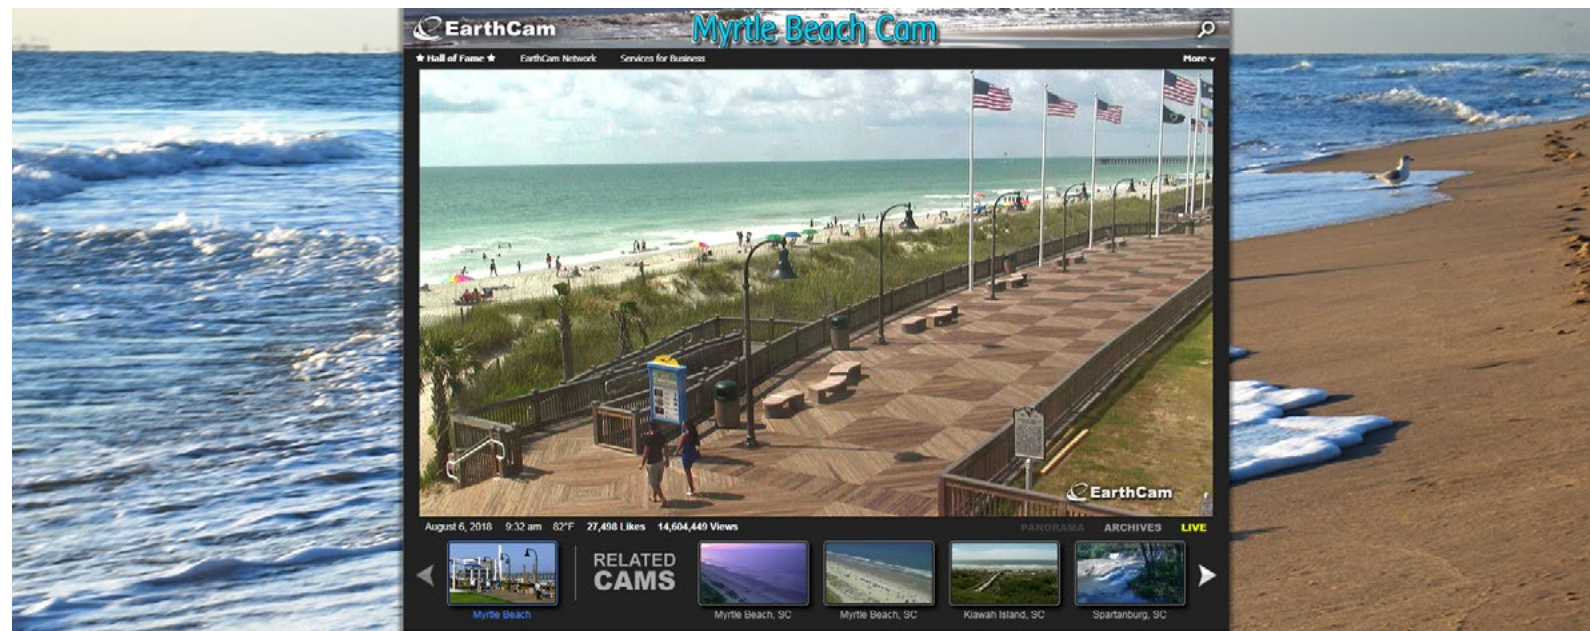 EarthCam
Myrtle Beach Cam
★ Hall of Fame ★ EarthCam Network Services for Business More
EarthCam
August 6, 2018 9:32 am 82°F 27,498 Likes 14,604,449 Views PANORAMA ARCHIVES LIVE
RELATED
CAMS
Myrtle Beach Myrtle Beach, SC Myrtle Beach, SC Kiawah Island, SC Spartanburg, SC